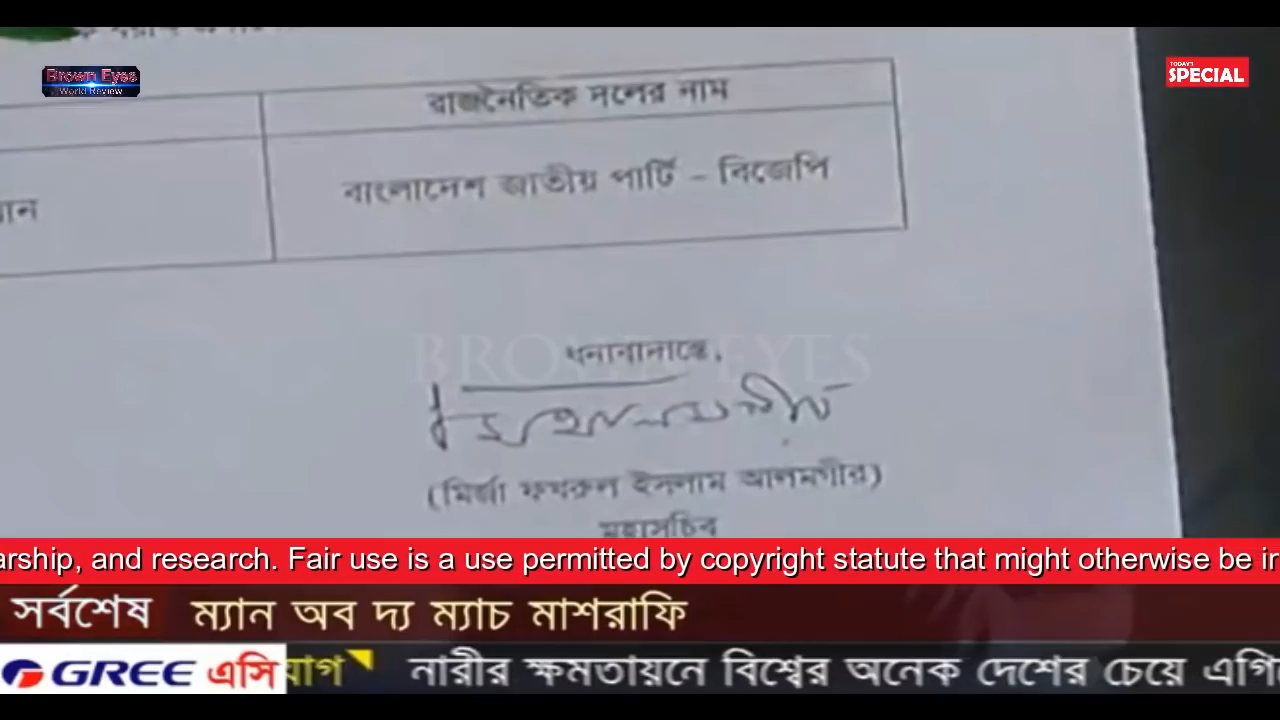 Brown Eyes
World Review
TODAY'S
SPECIAL
রাজনৈতিক দলের নাম
বাংলাদেশ জাতীয় পার্টি – বিজেপি
BROWN EYES
ধন্যবাদান্তে,
(মির্জা ফখরুল ইসলাম আলমগীর)
মহাসচিব
arship, and research. Fair use is a use permitted by copyright statute that might otherwise be in
সর্বশেষ ম্যান অব দ্য ম্যাচ মাশরাফি
GREE এসি যাগ নারীর ক্ষমতায়নে বিশ্বের অনেক দেশের চেয়ে এগি